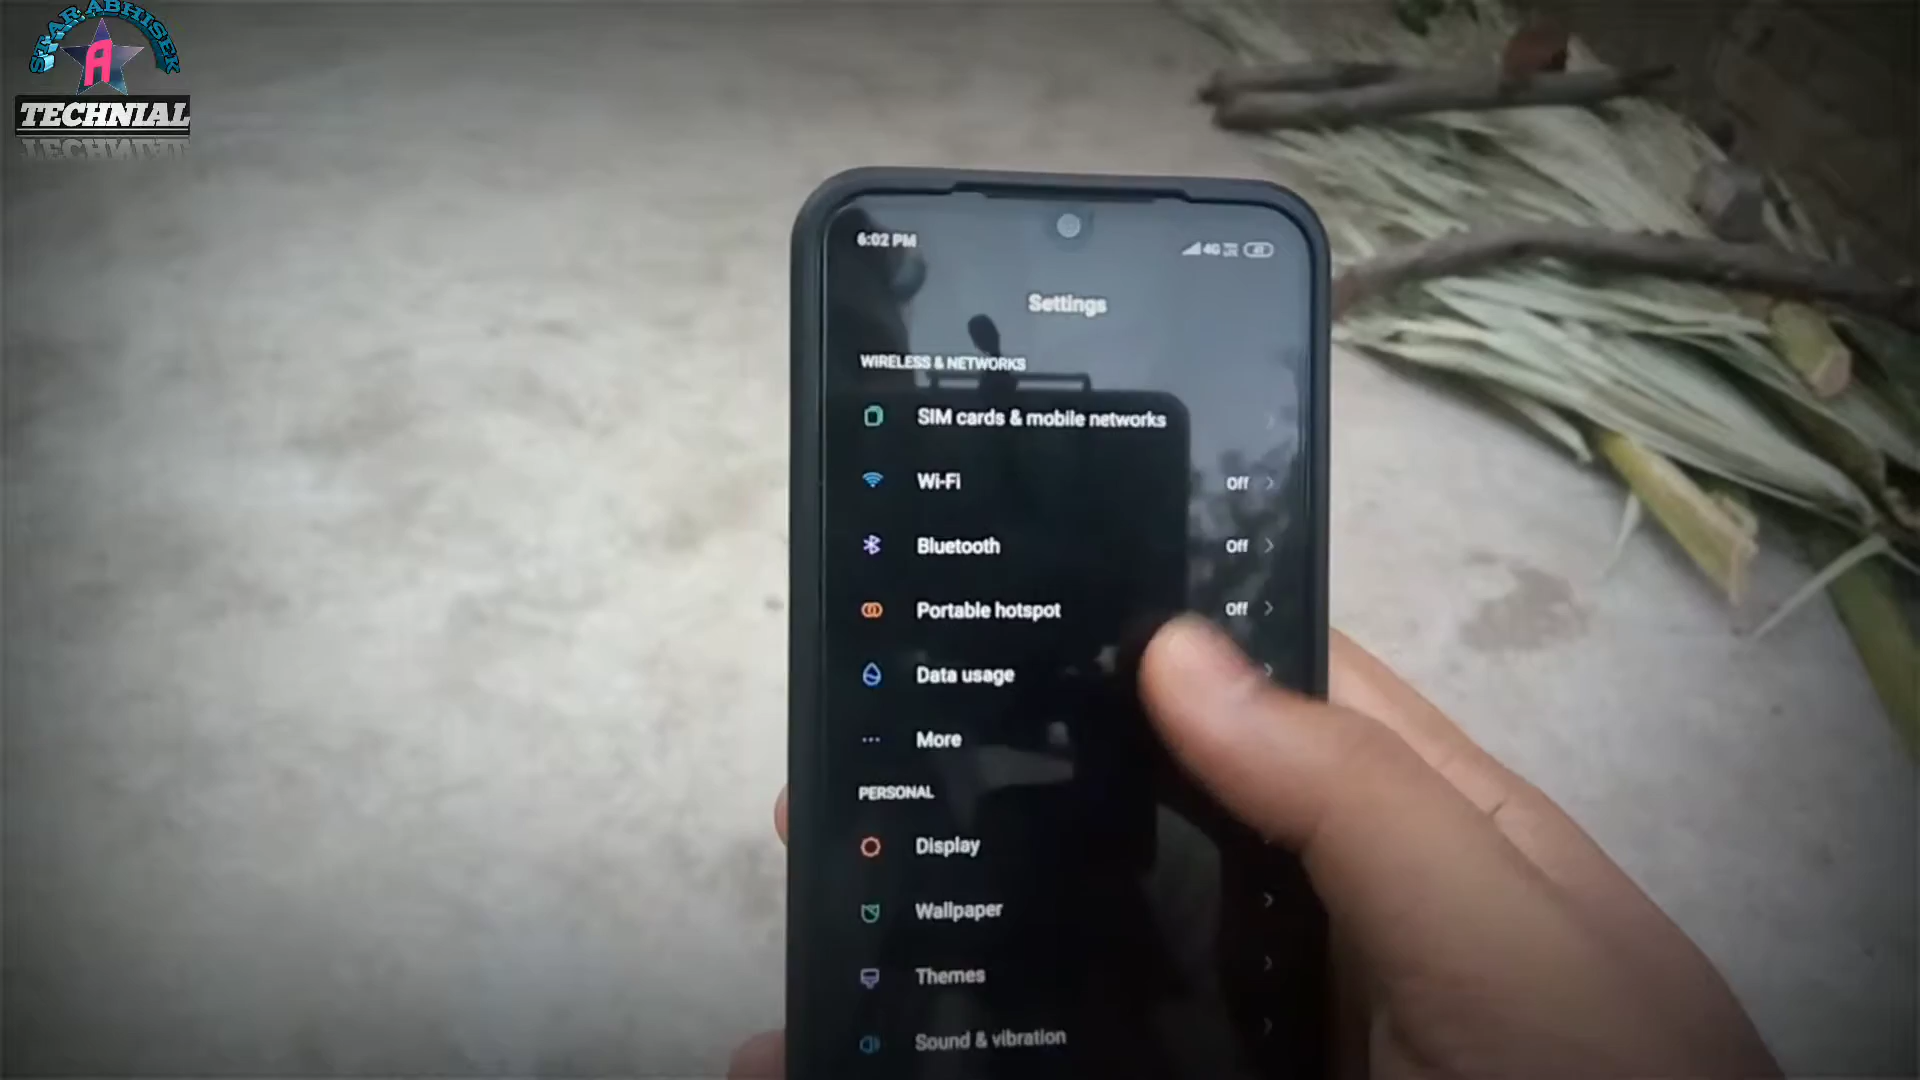 STAR ABHISEK
A
TECHNIAL
6:02 PM
4G
Settings
WIRELESS & NETWORKS
SIM cards & mobile networks
Wi-Fi
Off
Bluetooth
Off
Portable hotspot
Off
Data usage
More
PERSONAL
Display
Wallpaper
Themes
Sound & vibration